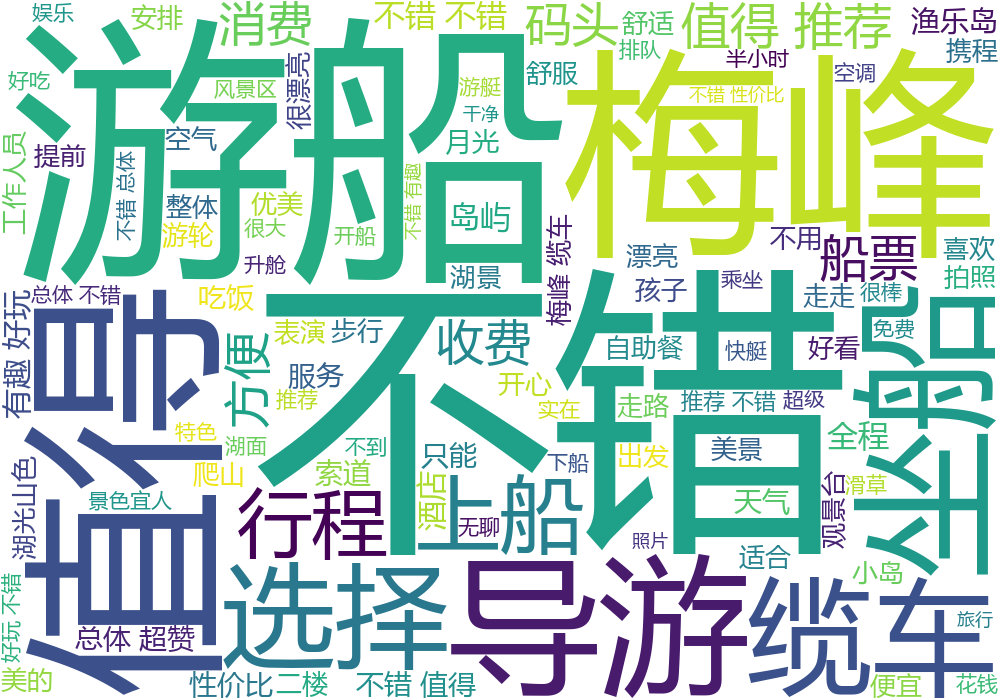 娱乐
安排
消费
不错 不错
码头
舒适
值得 推荐
渔乐岛
排队
携程
游船
梅峰
半小时
好吃
风景区
很漂亮
游艇
舒服
空调
不错 性价比
干净
工作人员
提前
空气
月光
不错 总体
不错 有趣
整体
优美
岛屿
游轮
很大
开船
梅峰 缆车
不用
船票
喜欢
漂亮
拍照
升舱
湖景
孩子
乘坐
总体 不错
吃饭
走走
很棒
有趣 好玩
值得
不错
坐船
表演
步行
收费
自助餐
快艇
好看
免费
方便
服务
开心
推荐
实在
走路
推荐 不错
超级
特色
湖面
不到
只能
下船
出发
美景
全程
湖光山色
爬山
索道
酒店
滑草
景色宜人
行程
上船
无聊
天气
观景台
照片
适合
小岛
好玩 不错
选择
导游
缆车
旅行
总体 超赞
美的
性价比
二楼
不错 值得
便宜
花钱